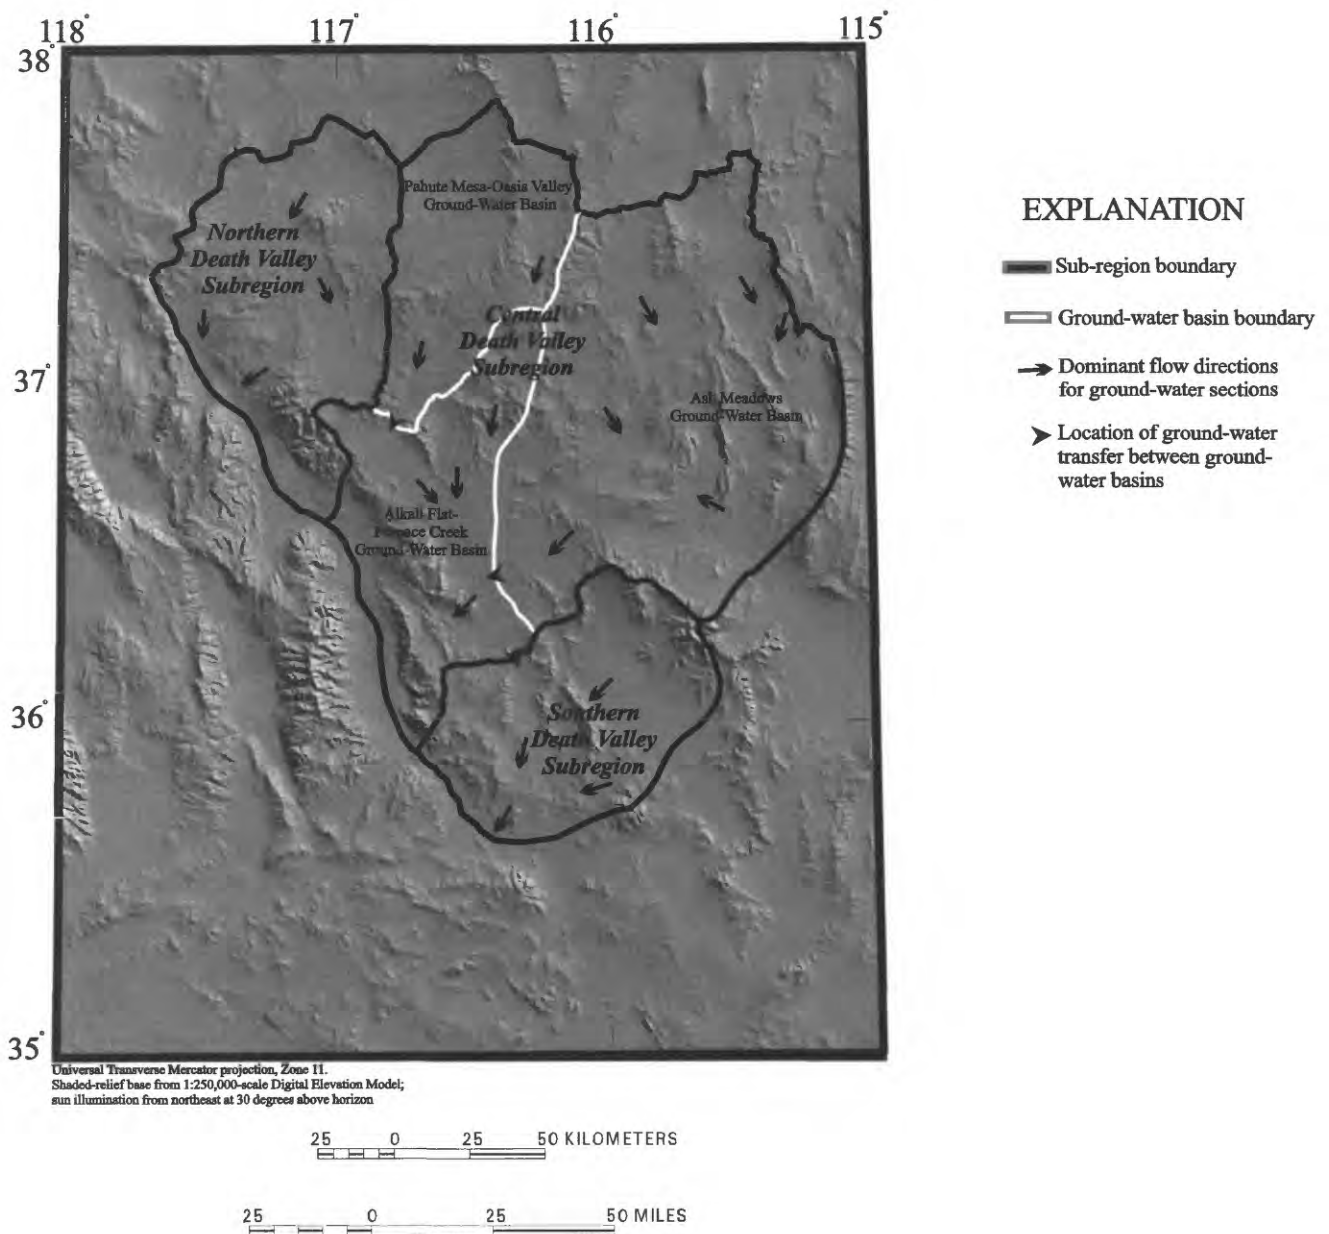 118° 117° 116° 115°
38°
37°
36°
35°
Northern
Death Valley
Subregion
Pahute Mesa-Oasis Valley
Ground-Water Basin
Central
Death Valley
Subregion
Ash Meadows
Ground-Water Basin
Alkali Flat-
Furnace Creek
Ground-Water Basin
Southern
Death Valley
Subregion
EXPLANATION
Sub-region boundary
Ground-water basin boundary
Dominant flow directions
for ground-water sections
Location of ground-water
transfer between ground-
water basins
Universal Transverse Mercator projection, Zone 11.
Shaded-relief base from 1:250,000-scale Digital Elevation Model;
sun illumination from northeast at 30 degrees above horizon
25 0 25 50 KILOMETERS
25 0 25 50 MILES